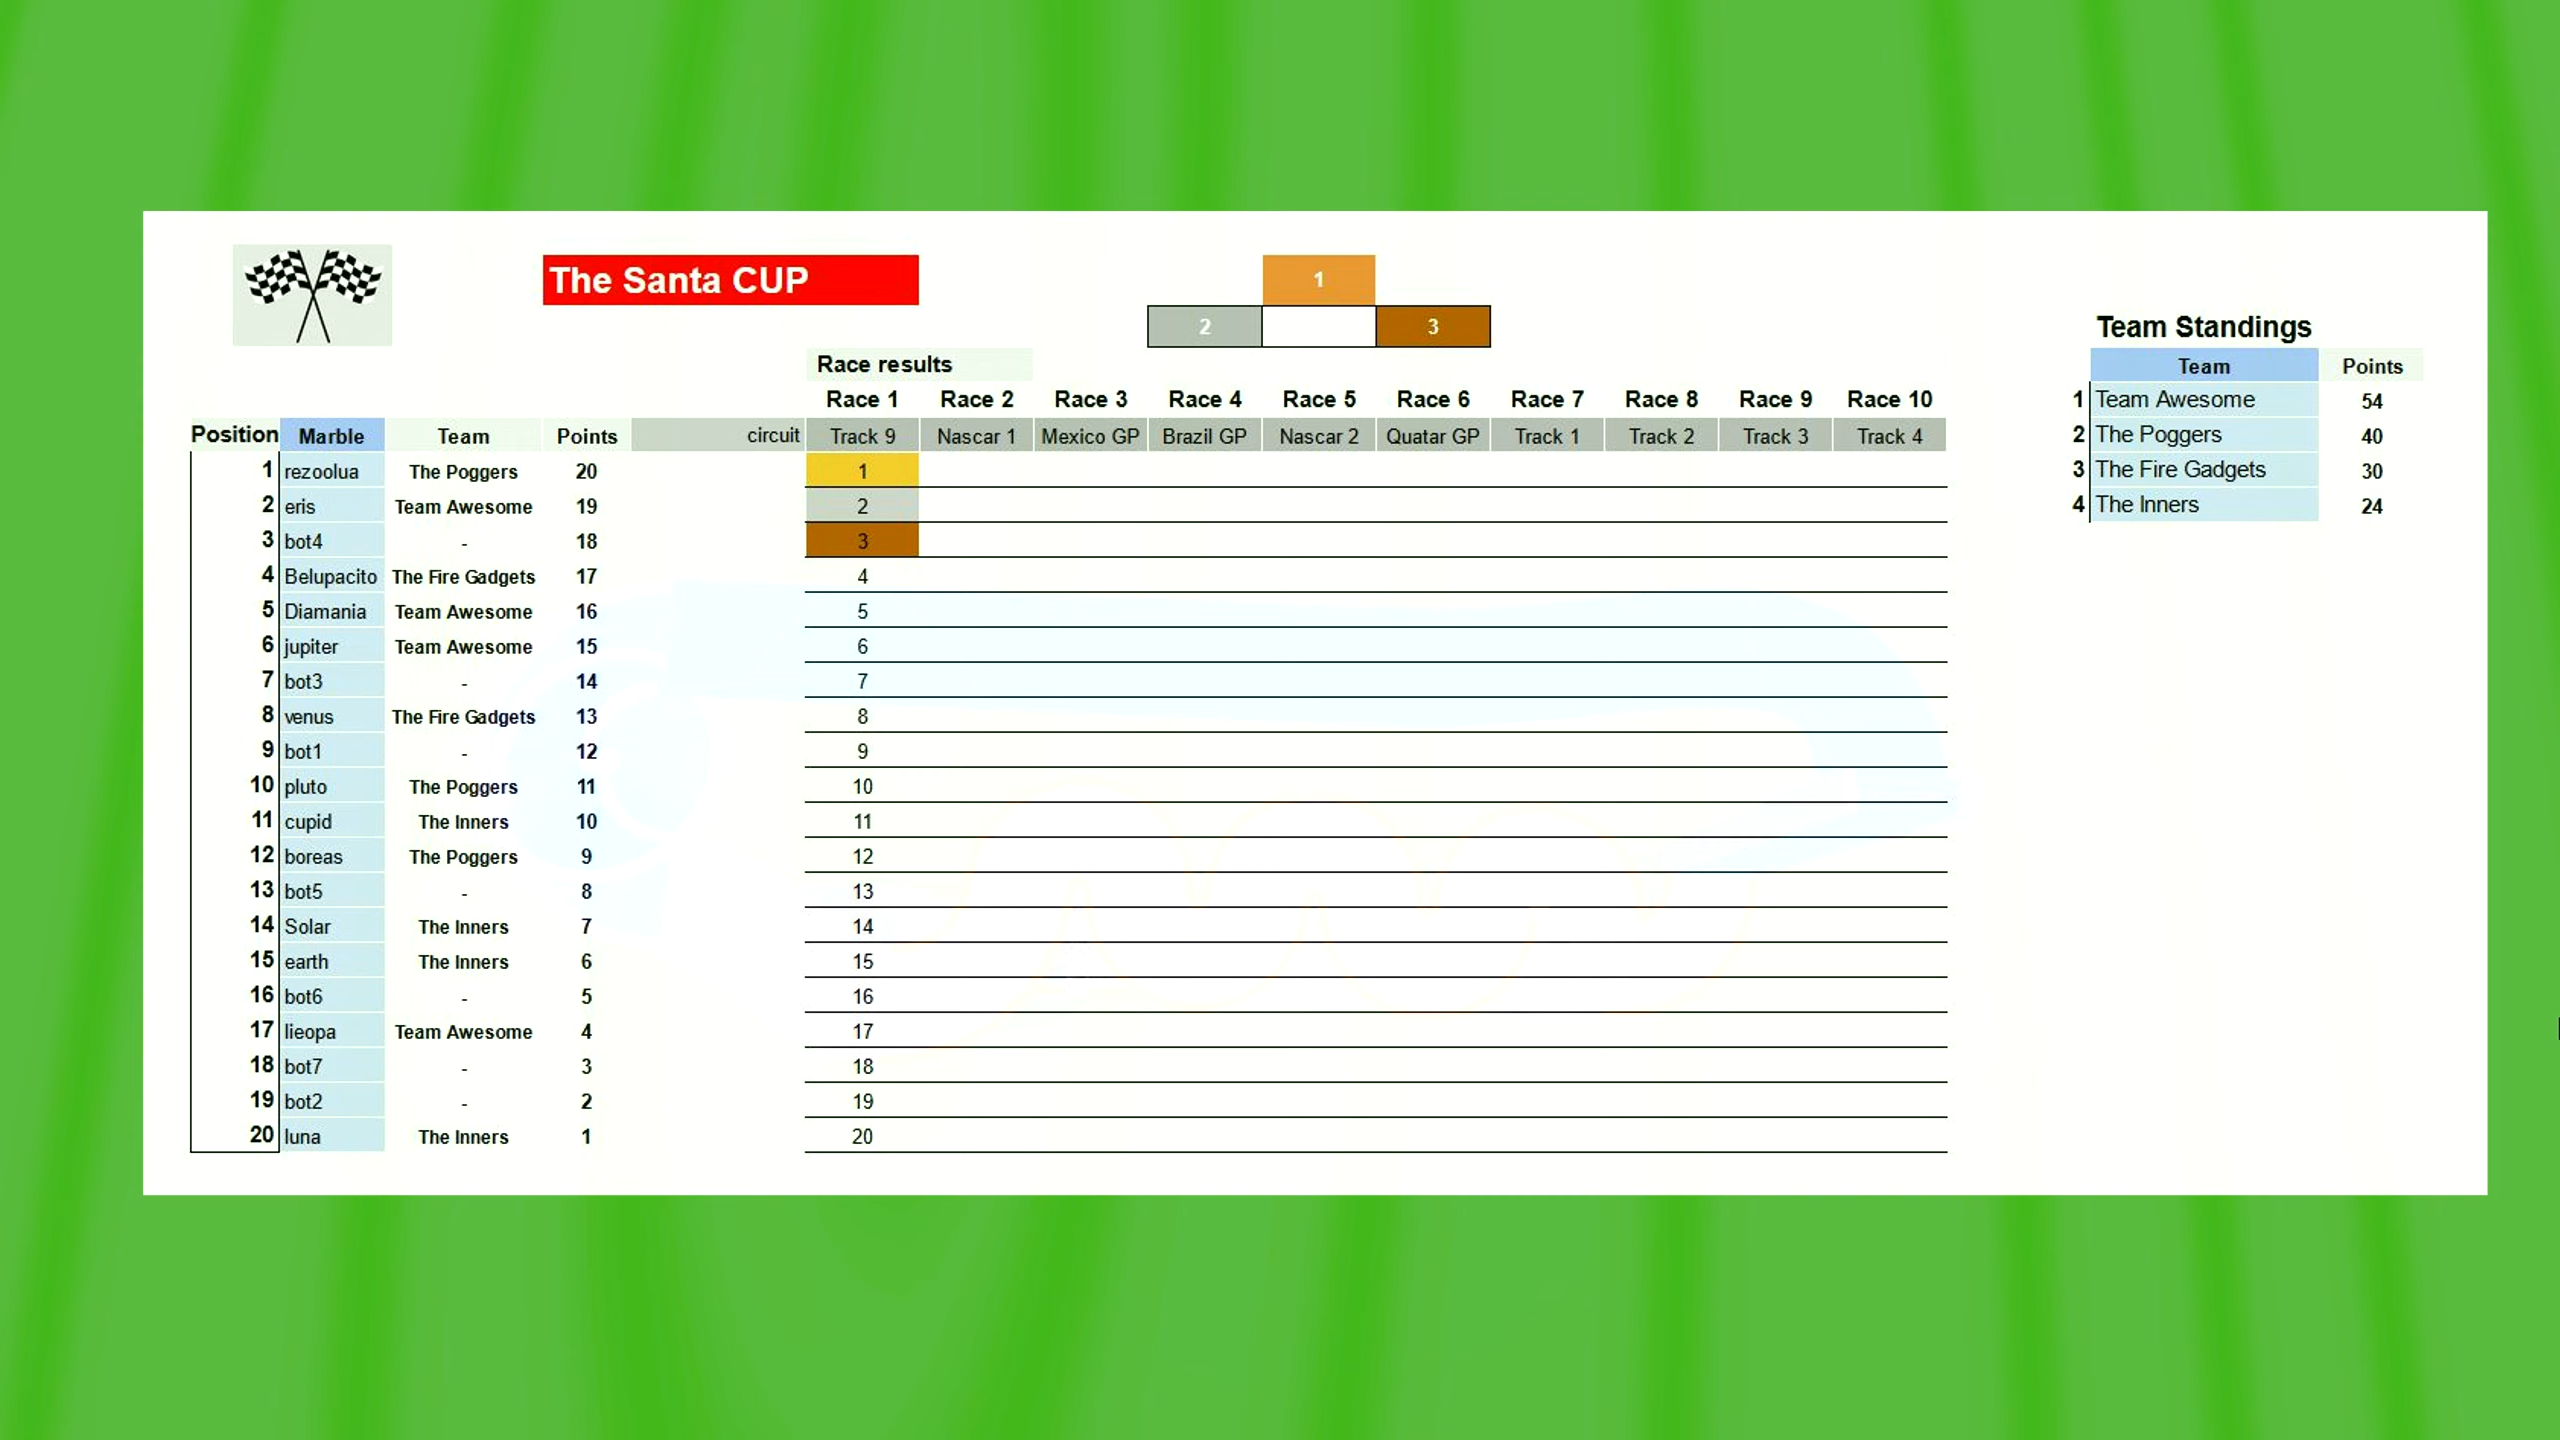 The Santa CUP
1
2 3
Team Standings
Race results
Team Points
Race 1 Race 2 Race 3 Race 4 Race 5 Race 6 Race 7 Race 8 Race 9 Race 10
1 Team Awesome 54
Position Marble Team Points circuit Track 9 Nascar 1 Mexico GP Brazil GP Nascar 2 Quatar GP Track 1 Track 2 Track 3 Track 4
2 The Poggers 40
1 rezoolua The Poggers 20 1
3 The Fire Gadgets 30
2 eris Team Awesome 19 2
4 The Inners 24
3 bot4 - 18 3
4 Belupacito The Fire Gadgets 17 4
5 Diamania Team Awesome 16 5
6 jupiter Team Awesome 15 6
7 bot3 - 14 7
8 venus The Fire Gadgets 13 8
9 bot1 - 12 9
10 pluto The Poggers 11 10
11 cupid The Inners 10 11
12 boreas The Poggers 9 12
13 bot5 - 8 13
14 Solar The Inners 7 14
15 earth The Inners 6 15
16 bot6 - 5 16
17 lieopa Team Awesome 4 17
18 bot7 - 3 18
19 bot2 - 2 19
20 luna The Inners 1 20